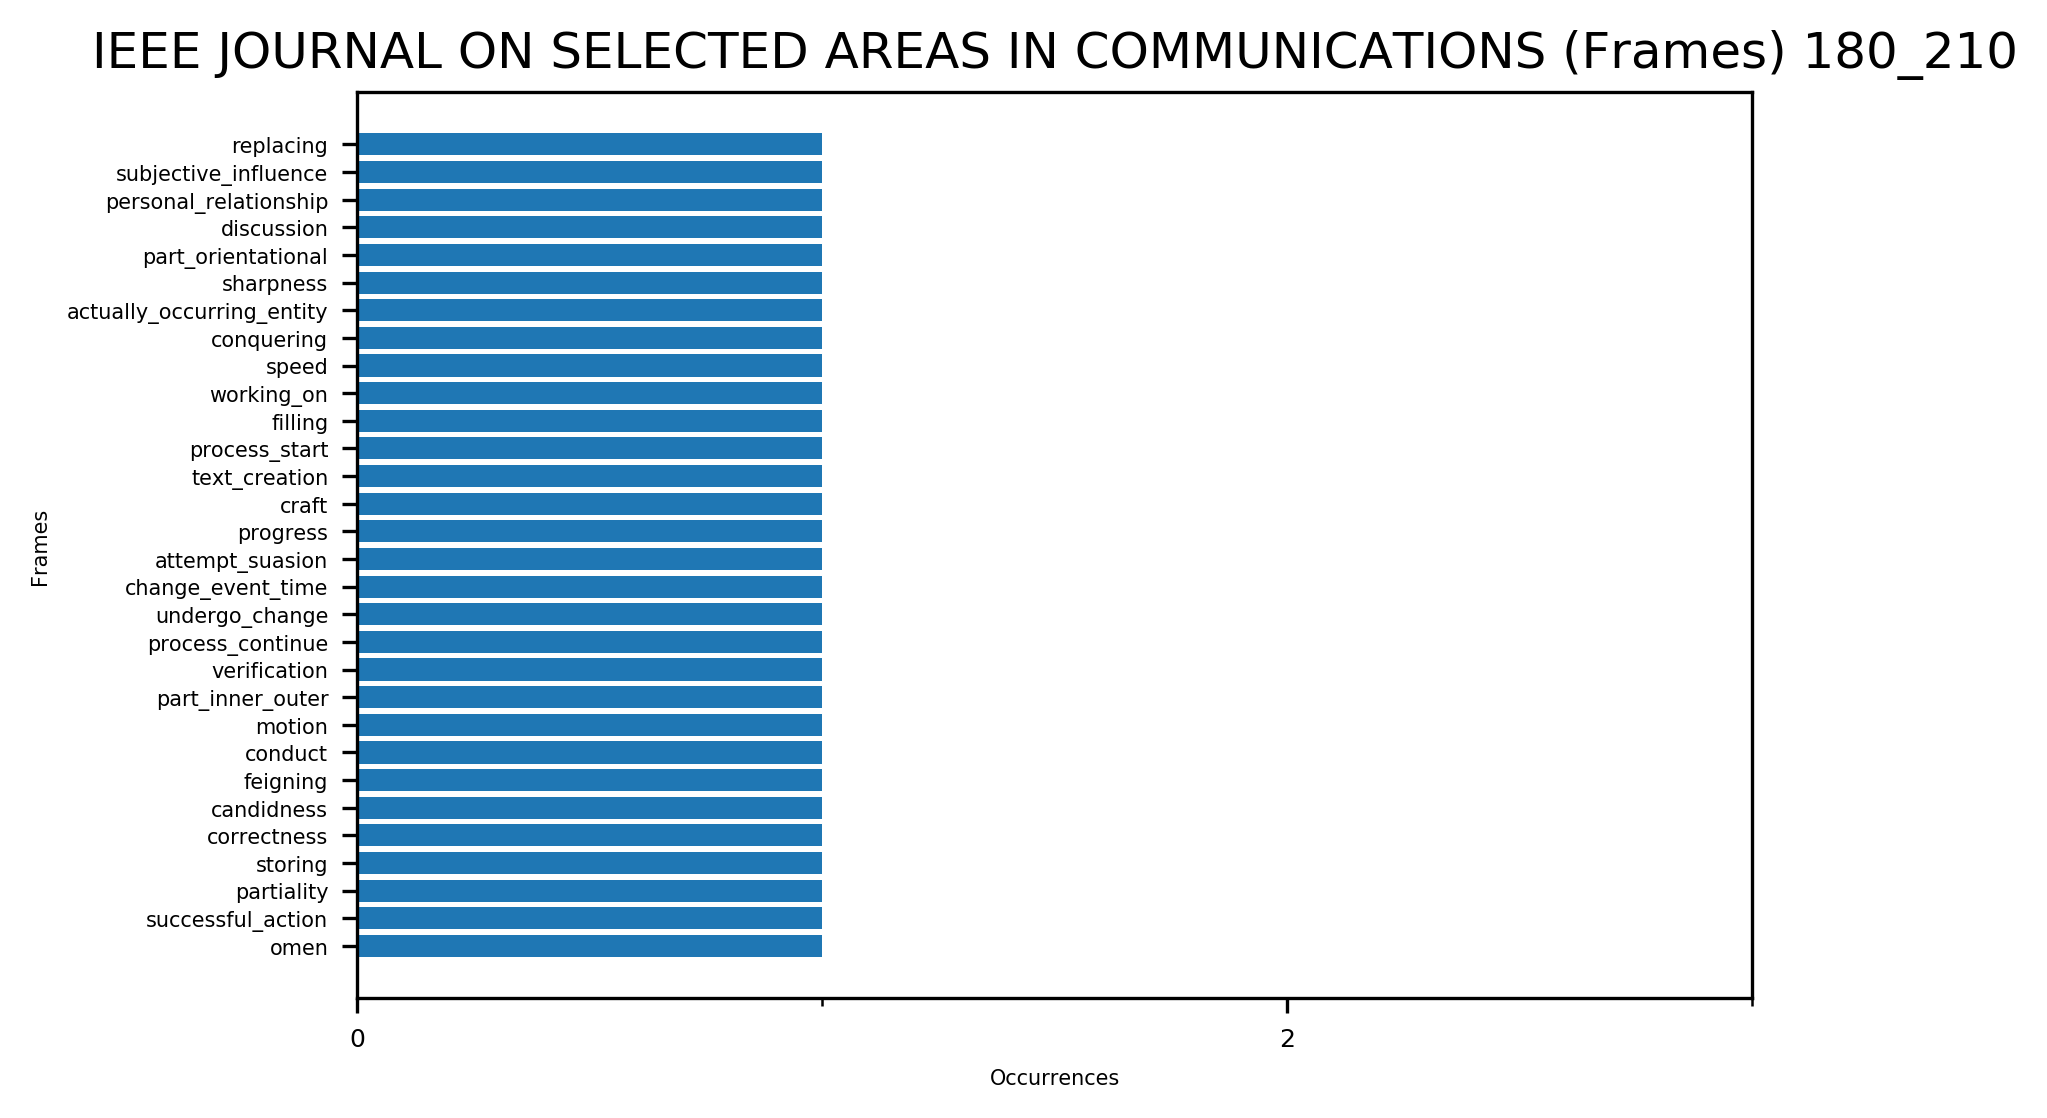 IEEE JOURNAL ON SELECTED AREAS IN COMMUNICATIONS (Frames) 180_210
replacing
subjective_influence
personal_relationship
discussion
part_orientational
sharpness
actually_occurring_entity
conquering
speed
working_on
filling
process_start
text_creation
craft
progress
attempt_suasion
change_event_time
undergo_change
process_continue
verification
part_inner_outer
motion
conduct
feigning
candidness
correctness
storing
partiality
successful_action
omen
Frames
0 2
Occurrences